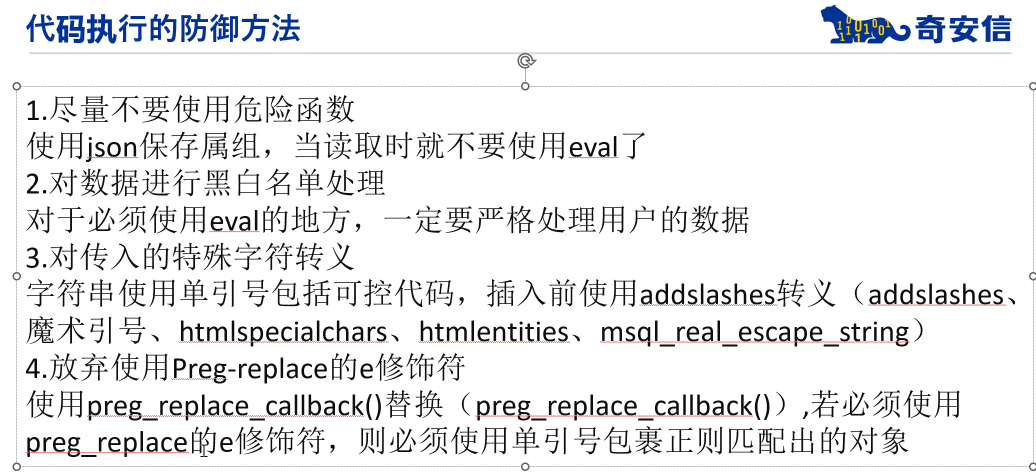 代码执行的防御方法
奇安信
1.尽量不要使用危险函数
使用json保存属组，当读取时就不要使用eval了
2.对数据进行黑白名单处理
对于必须使用eval的地方，一定要严格处理用户的数据
3.对传入的特殊字符转义
字符串使用单引号包括可控代码，插入前使用addslashes转义（addslashes、
魔术引号、htmlspecialchars、htmlentities、msql_real_escape_string）
4.放弃使用Preg-replace的e修饰符
使用preg_replace_callback()替换（preg_replace_callback()）,若必须使用
preg_replace的e修饰符，则必须使用单引号包裹正则匹配出的对象